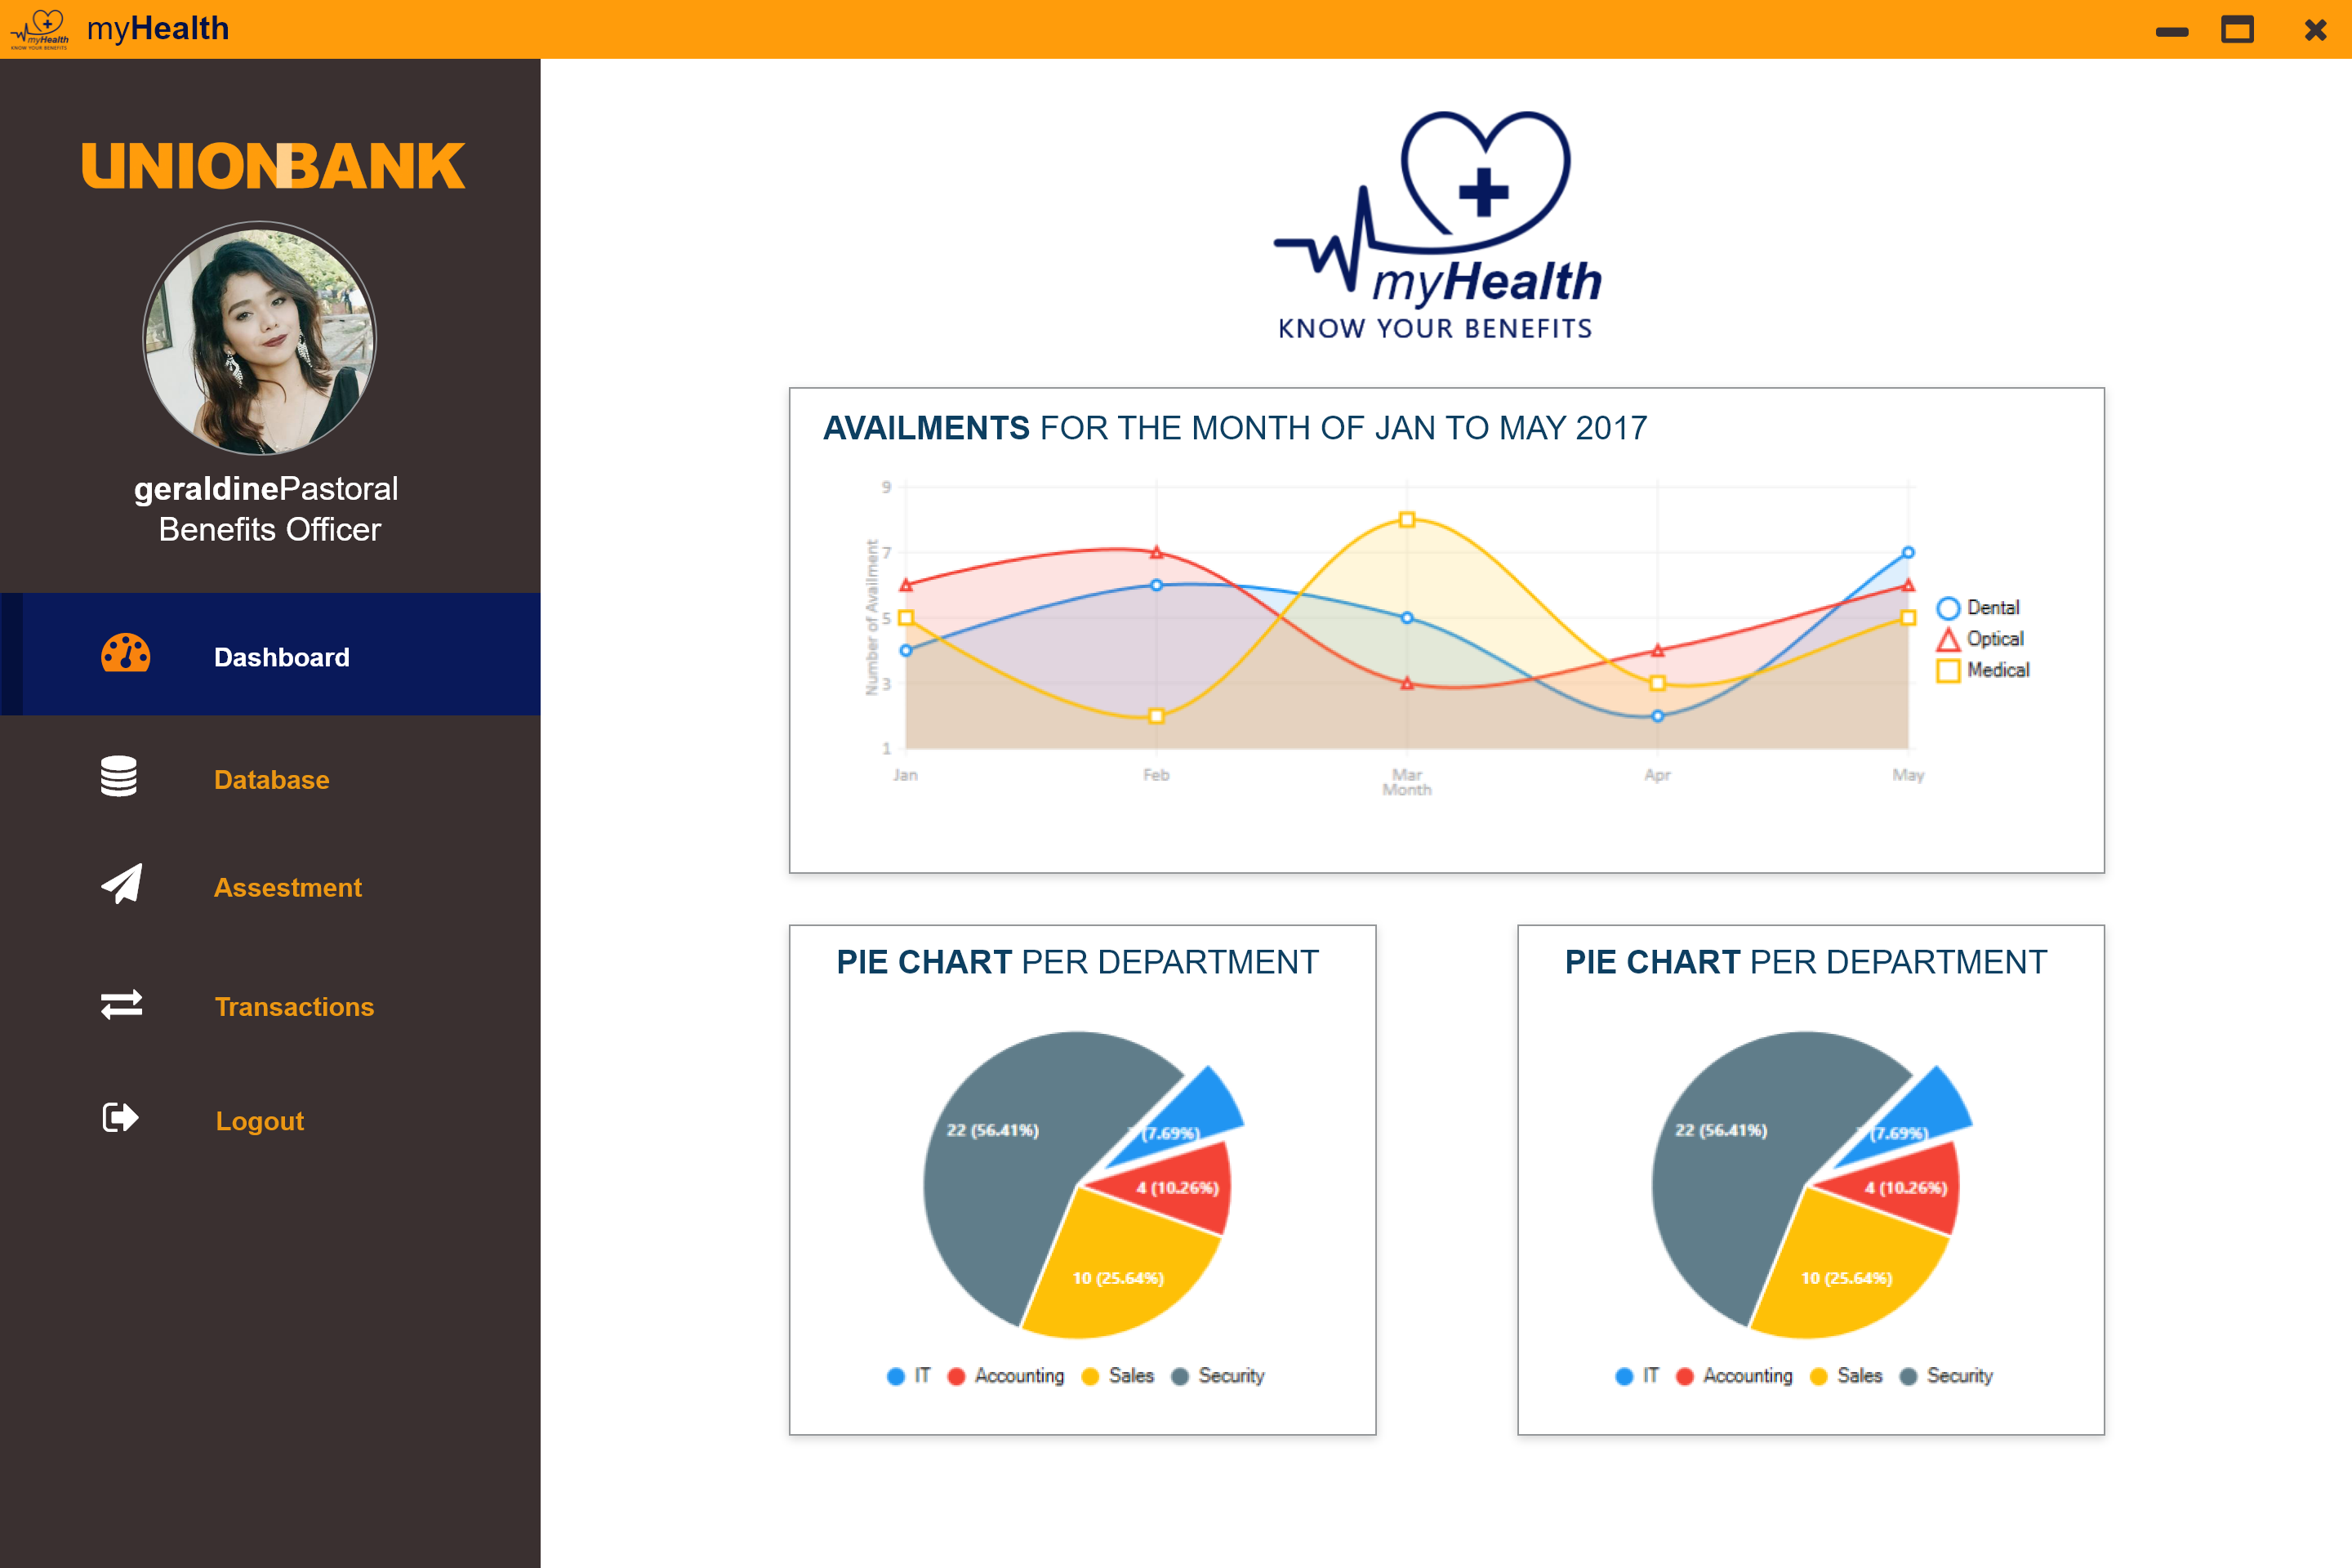 myHealth
KNOW YOUR BENEFITS
myHealth
UNIONBANK
geraldinePastoral
Benefits Officer
Dashboard
Database
Assestment
Transactions
Logout
myHealth
KNOW YOUR BENEFITS
AVAILMENTS FOR THE MONTH OF JAN TO MAY 2017
Number of Availment
9
7
5
3
1
Jan Feb Mar Apr May
Month
Dental
Optical
Medical
PIE CHART PER DEPARTMENT
22 (56.41%)
(7.69%)
4 (10.26%)
10 (25.64%)
IT Accounting Sales Security
PIE CHART PER DEPARTMENT
22 (56.41%)
(7.69%)
4 (10.26%)
10 (25.64%)
IT Accounting Sales Security